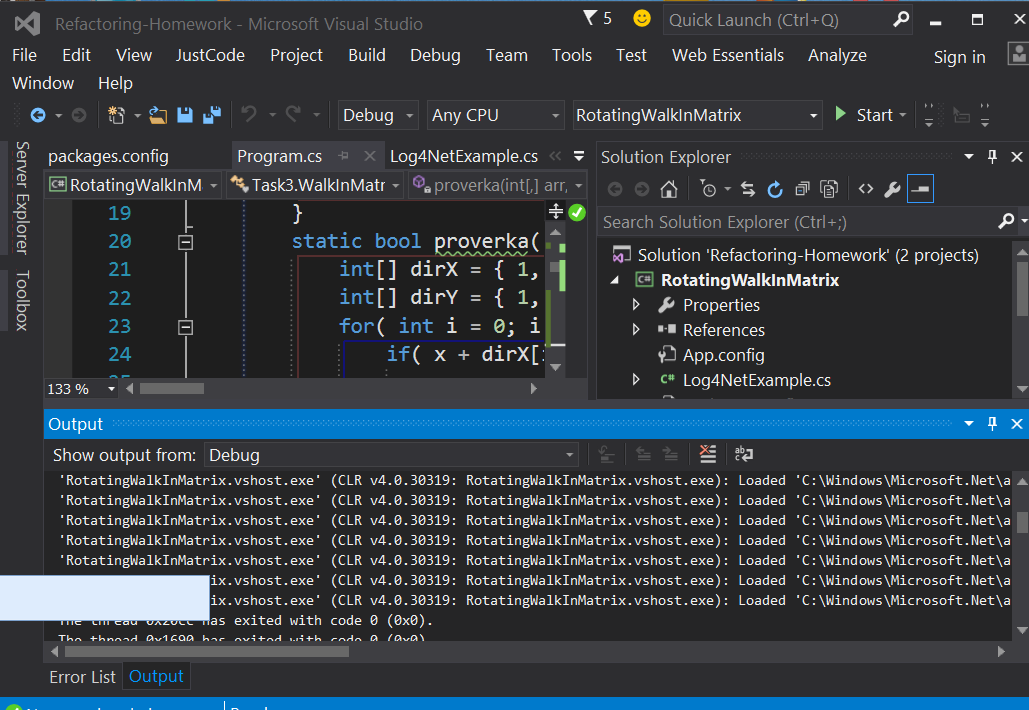 Refactoring-Homework - Microsoft Visual Studio
5
Quick Launch (Ctrl+Q)
File Edit View JustCode Project Build Debug Team Tools Test Web Essentials Analyze Sign in
Window Help
Debug Any CPU RotatingWalkInMatrix Start
Server Explorer
Toolbox
packages.config Program.cs Log4NetExample.cs
C# RotatingWalkInM Task3.WalkInMatr proverka(int[,] arr,
19 }
20 static bool proverka(
21 int[] dirX = { 1,
22 int[] dirY = { 1,
23 for( int i = 0; i
24 if( x + dirX[
133 %
Solution Explorer
Search Solution Explorer (Ctrl+;)
Solution 'Refactoring-Homework' (2 projects)
C# RotatingWalkInMatrix
Properties
References
App.config
C# Log4NetExample.cs
Output
Show output from: Debug
'RotatingWalkInMatrix.vshost.exe' (CLR v4.0.30319: RotatingWalkInMatrix.vshost.exe): Loaded 'C:\Windows\Microsoft.Net\a
'RotatingWalkInMatrix.vshost.exe' (CLR v4.0.30319: RotatingWalkInMatrix.vshost.exe): Loaded 'C:\Windows\Microsoft.Net\a
'RotatingWalkInMatrix.vshost.exe' (CLR v4.0.30319: RotatingWalkInMatrix.vshost.exe): Loaded 'C:\Windows\Microsoft.Net\a
'RotatingWalkInMatrix.vshost.exe' (CLR v4.0.30319: RotatingWalkInMatrix.vshost.exe): Loaded 'C:\Windows\Microsoft.Net\a
'RotatingWalkInMatrix.vshost.exe' (CLR v4.0.30319: RotatingWalkInMatrix.vshost.exe): Loaded 'C:\Windows\Microsoft.Net\a
ix.vshost.exe' (CLR v4.0.30319: RotatingWalkInMatrix.vshost.exe): Loaded 'C:\Windows\Microsoft.Net\a
ix.vshost.exe' (CLR v4.0.30319: RotatingWalkInMatrix.vshost.exe): Loaded 'C:\Windows\Microsoft.Net\a
The thread 0x20cc has exited with code 0 (0x0).
The thread 0x1690 has exited with code 0 (0x0)
Error List Output